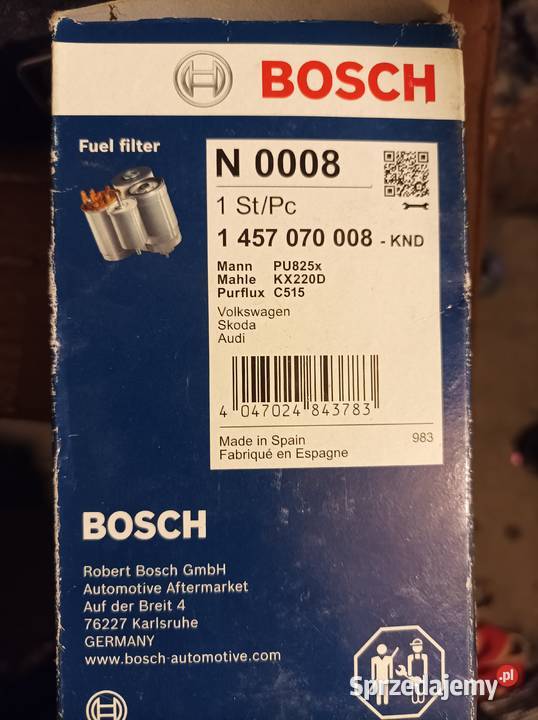 BOSCH
Fuel filter
N 0008
1 St/Pc
1 457 070 008 - KND
Mann PU825x
Mahle KX220D
Purflux C515
Volkswagen
Skoda
Audi
4 047024 843783
Made in Spain 983
Fabriqué en Espagne
BOSCH
Robert Bosch GmbH
Automotive Aftermarket
Auf der Breit 4
76227 Karlsruhe
GERMANY
www.bosch-automotive.com
Sprzedajemy.pl